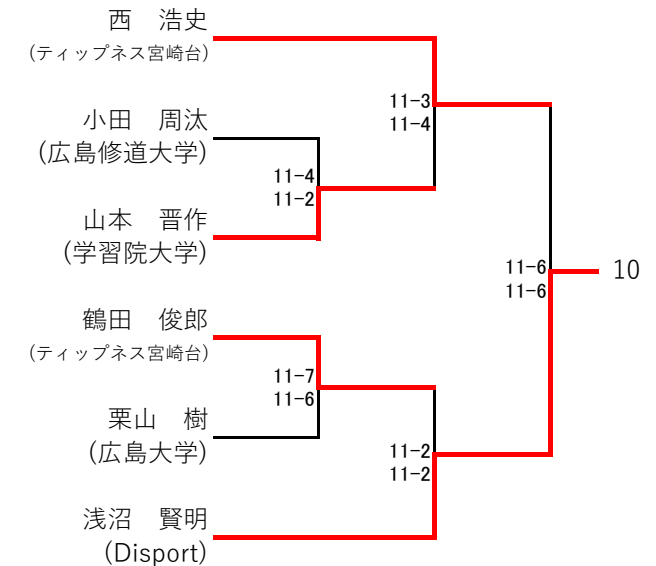 西　浩史
(ティップネス宮崎台)
11-3
11-4
小田　周汰
(広島修道大学)
11-4
11-2
山本　晋作
(学習院大学)
11-6
11-6
10
鶴田　俊郎
(ティップネス宮崎台)
11-7
11-6
栗山　樹
(広島大学)
11-2
11-2
浅沼　賢明
(Disport)